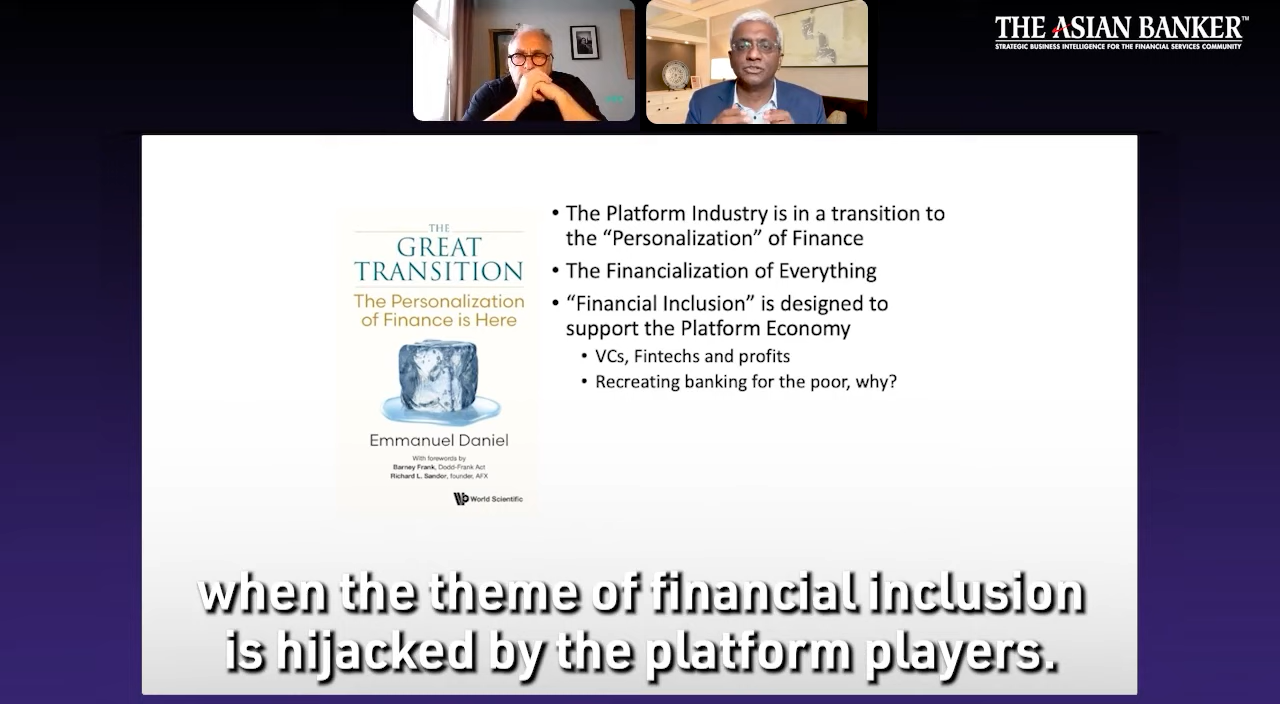 THE ASIAN BANKER™
STRATEGIC BUSINESS INTELLIGENCE FOR THE FINANCIAL SERVICES COMMUNITY
THE
GREAT
TRANSITION
The Personalization
of Finance is Here
Emmanuel Daniel
With forewords by
Barney Frank, Dodd-Frank Act
Richard L. Sandor, founder, AFX
World Scientific
• The Platform Industry is in a transition to
the “Personalization” of Finance
• The Financialization of Everything
• “Financial Inclusion” is designed to
support the Platform Economy
• VCs, Fintechs and profits
• Recreating banking for the poor, why?
when the theme of financial inclusion
is hijacked by the platform players.